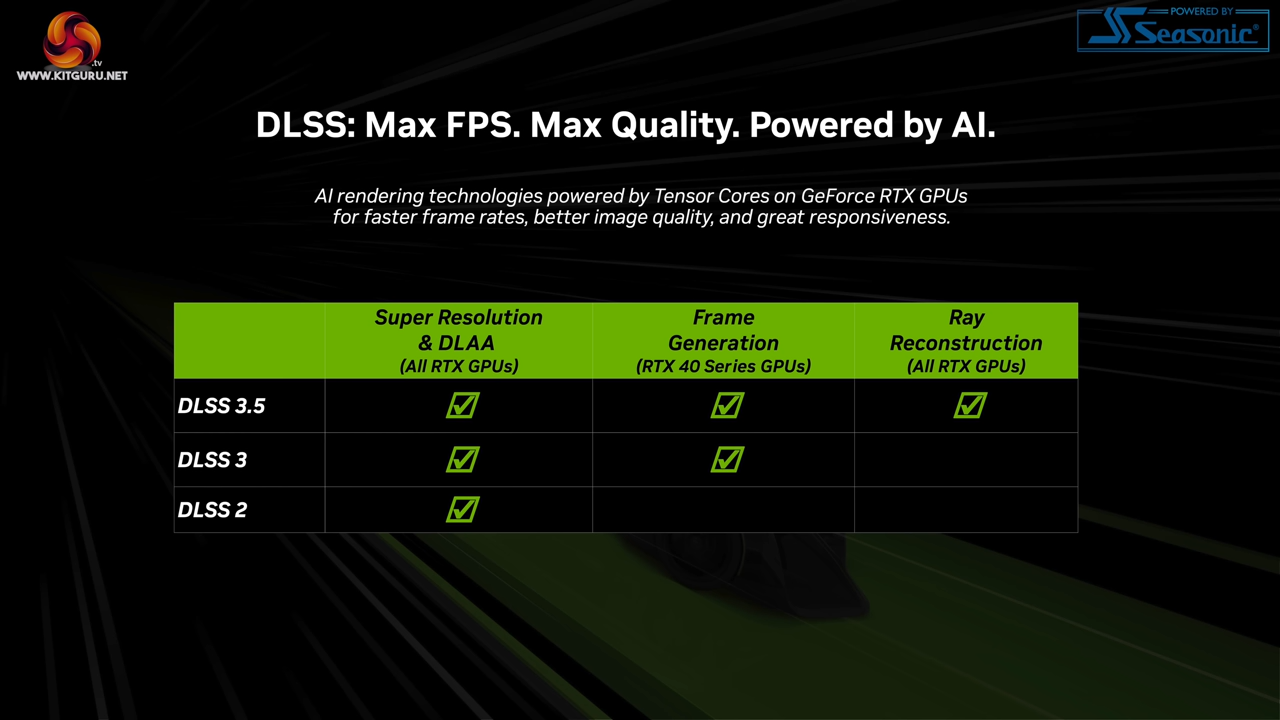 .tv
WWW.KITGURU.NET
POWERED BY
Seasonic®
DLSS: Max FPS. Max Quality. Powered by AI.
AI rendering technologies powered by Tensor Cores on GeForce RTX GPUs
for faster frame rates, better image quality, and great responsiveness.
Super Resolution
& DLAA
(All RTX GPUs)
Frame
Generation
(RTX 40 Series GPUs)
Ray
Reconstruction
(All RTX GPUs)
DLSS 3.5
DLSS 3
DLSS 2